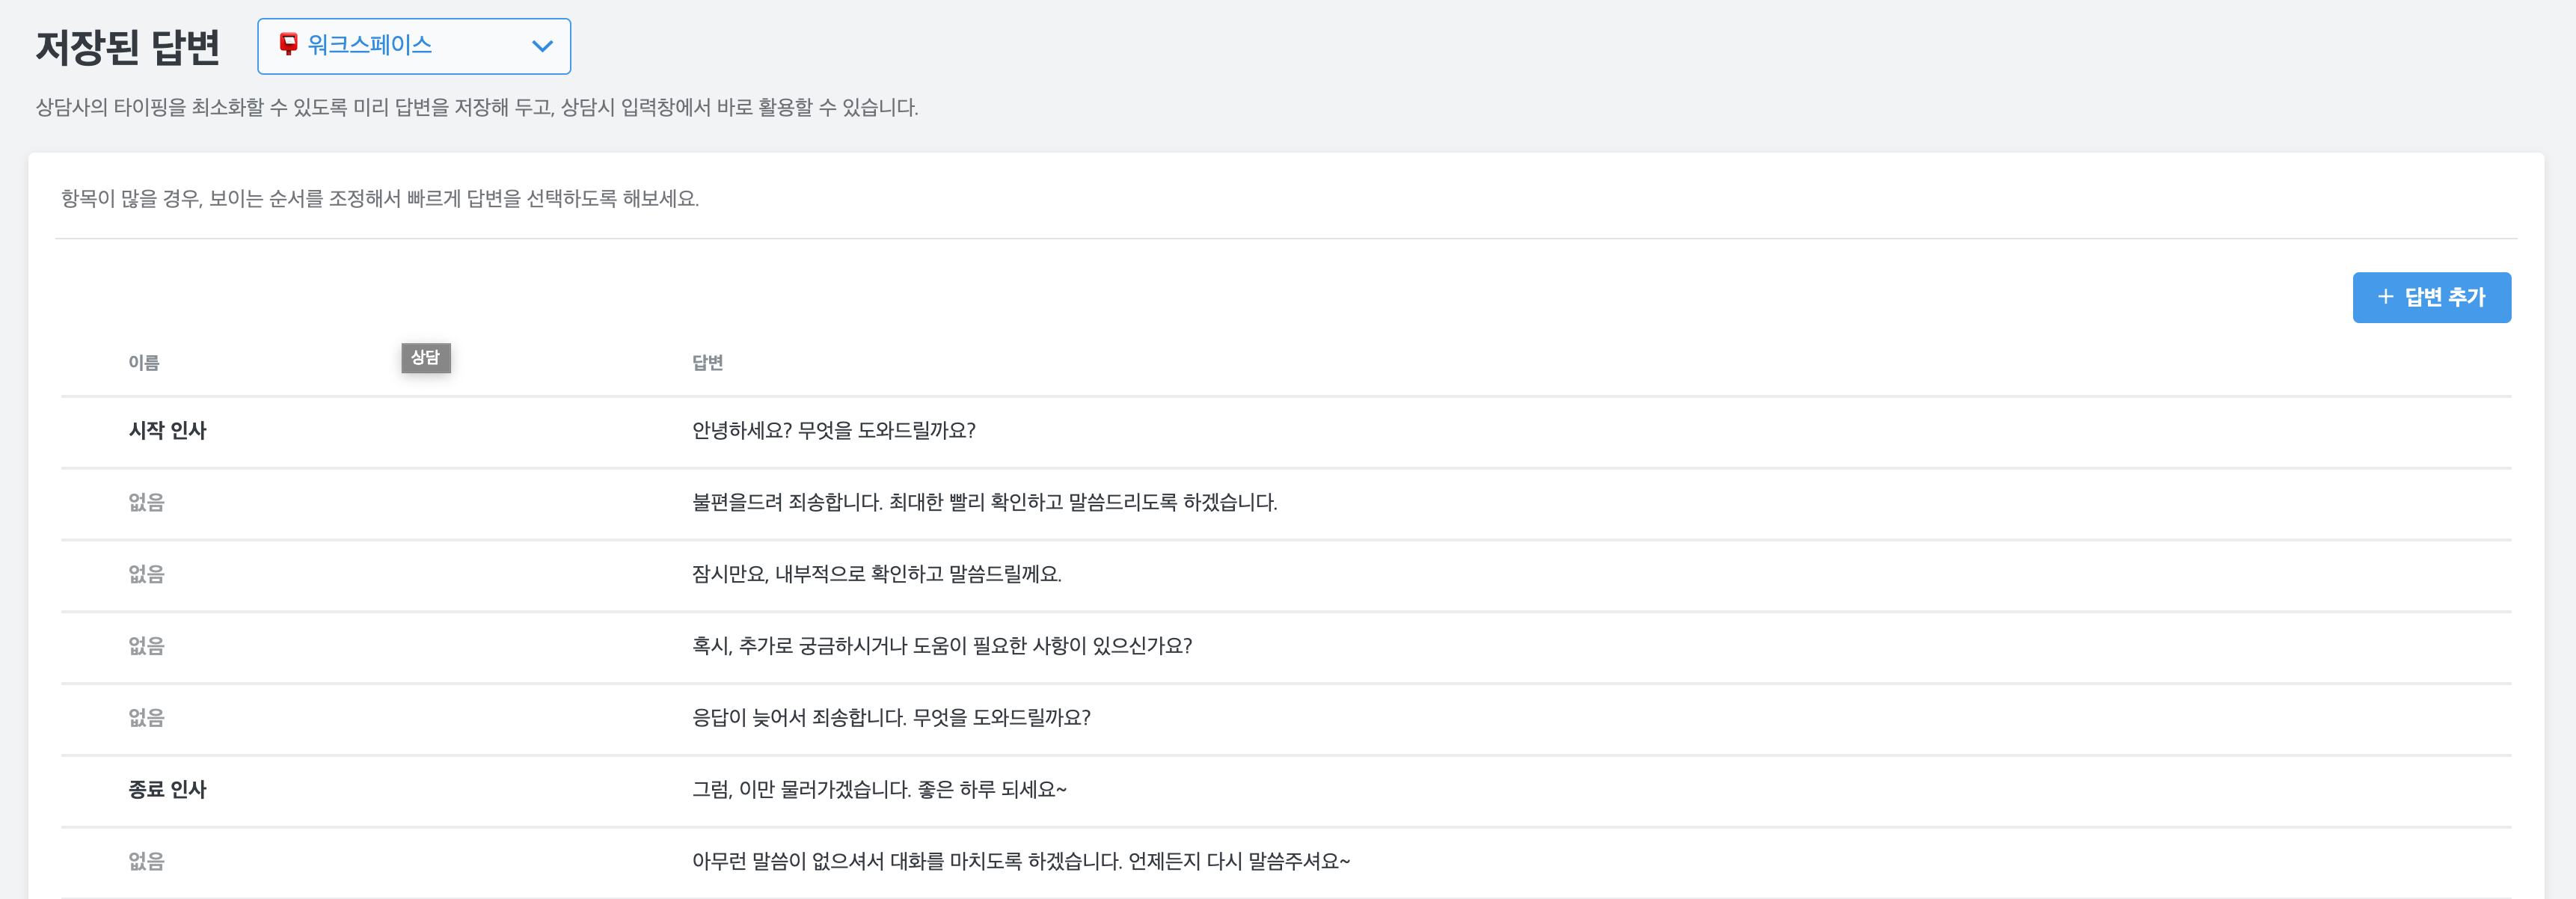 저장된 답변
워크스페이스
상담사의 타이핑을 최소화할 수 있도록 미리 답변을 저장해 두고, 상담시 입력창에서 바로 활용할 수 있습니다.
항목이 많을 경우, 보이는 순서를 조정해서 빠르게 답변을 선택하도록 해보세요.
+ 답변 추가
이름 상담 답변
시작 인사 안녕하세요? 무엇을 도와드릴까요?
없음 불편을드려 죄송합니다. 최대한 빨리 확인하고 말씀드리도록 하겠습니다.
없음 잠시만요, 내부적으로 확인하고 말씀드릴께요.
없음 혹시, 추가로 궁금하시거나 도움이 필요한 사항이 있으신가요?
없음 응답이 늦어서 죄송합니다. 무엇을 도와드릴까요?
종료 인사 그럼, 이만 물러가겠습니다. 좋은 하루 되세요~
없음 아무런 말씀이 없으셔서 대화를 마치도록 하겠습니다. 언제든지 다시 말씀주셔요~